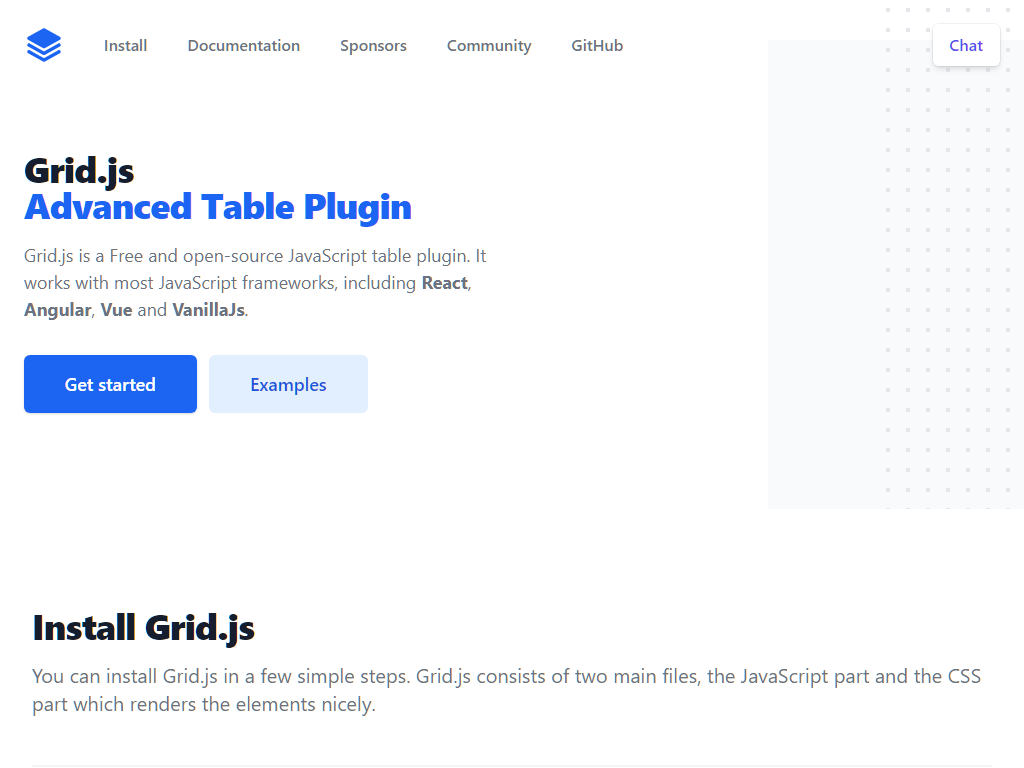 Install Documentation Sponsors Community GitHub Chat
Grid.js
Advanced Table Plugin
Grid.js is a Free and open-source JavaScript table plugin. It
works with most JavaScript frameworks, including React,
Angular, Vue and VanillaJs.
Get started Examples
Install Grid.js
You can install Grid.js in a few simple steps. Grid.js consists of two main files, the JavaScript part and the CSS
part which renders the elements nicely.